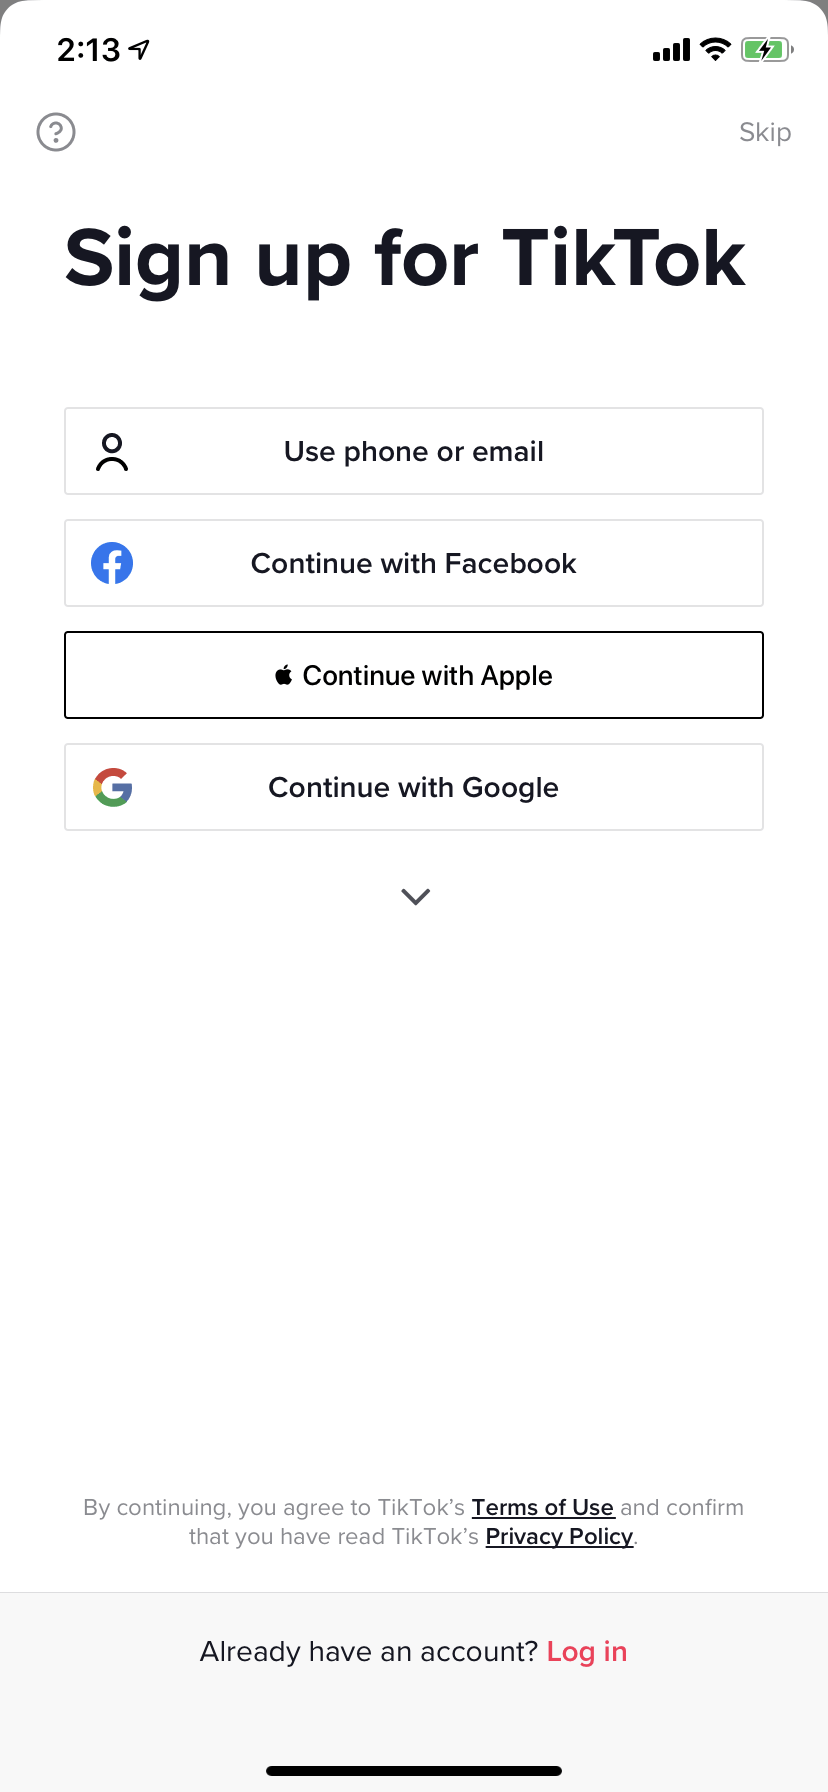 2:13
Skip
Sign up for TikTok
Use phone or email
Continue with Facebook
Continue with Apple
Continue with Google
By continuing, you agree to TikTok’s Terms of Use and confirm
that you have read TikTok’s Privacy Policy.
Already have an account? Log in